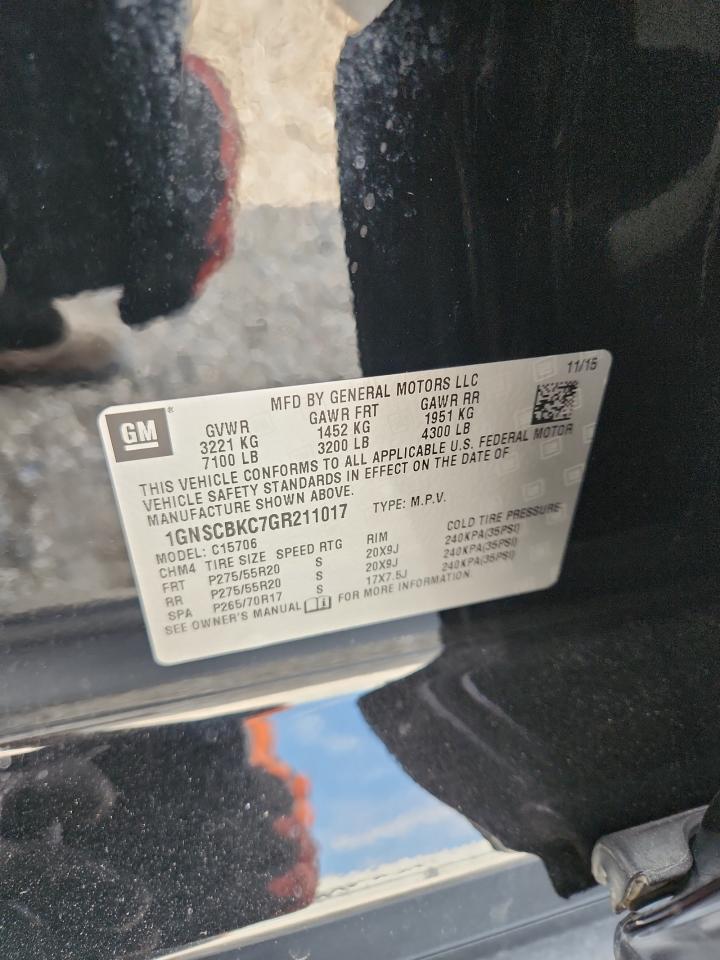 GM®
MFD BY GENERAL MOTORS LLC
11/15
GVWR GAWR FRT GAWR RR
3221 KG 1452 KG 1951 KG
7100 LB 3200 LB 4300 LB
THIS VEHICLE CONFORMS TO ALL APPLICABLE U.S. FEDERAL MOTOR
VEHICLE SAFETY STANDARDS IN EFFECT ON THE DATE OF
MANUFACTURE SHOWN ABOVE.
1GNSCBKC7GR211017 TYPE: M.P.V.
MODEL: C15706
CHM4 TIRE SIZE SPEED RTG RIM COLD TIRE PRESSURE
FRT P275/55R20 S 20X9J 240KPA(35PSI)
RR P275/55R20 S 20X9J 240KPA(35PSI)
SPA P265/70R17 S 17X7.5J 240KPA(35PSI)
SEE OWNER'S MANUAL FOR MORE INFORMATION.